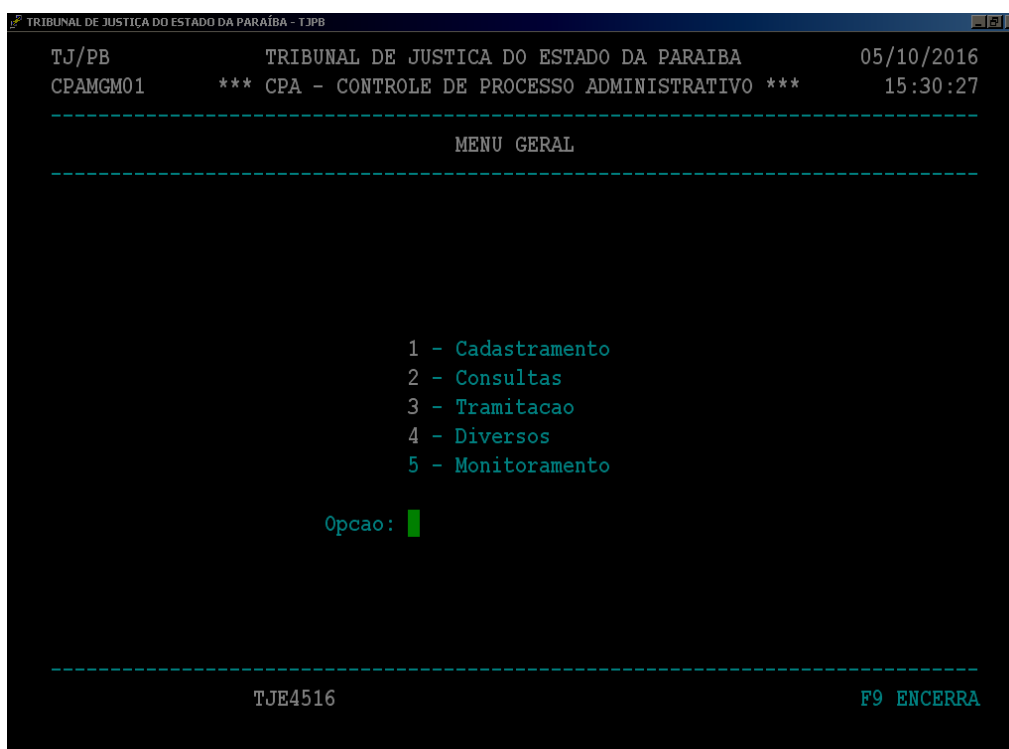 TRIBUNAL DE JUSTIÇA DO ESTADO DA PARAÍBA - TJPB
TJ/PB TRIBUNAL DE JUSTICA DO ESTADO DA PARAIBA 05/10/2016
CPAMGM01 *** CPA - CONTROLE DE PROCESSO ADMINISTRATIVO *** 15:30:27
MENU GERAL
1 - Cadastramento
2 - Consultas
3 - Tramitacao
4 - Diversos
5 - Monitoramento
Opcao:
TJE4516 F9 ENCERRA